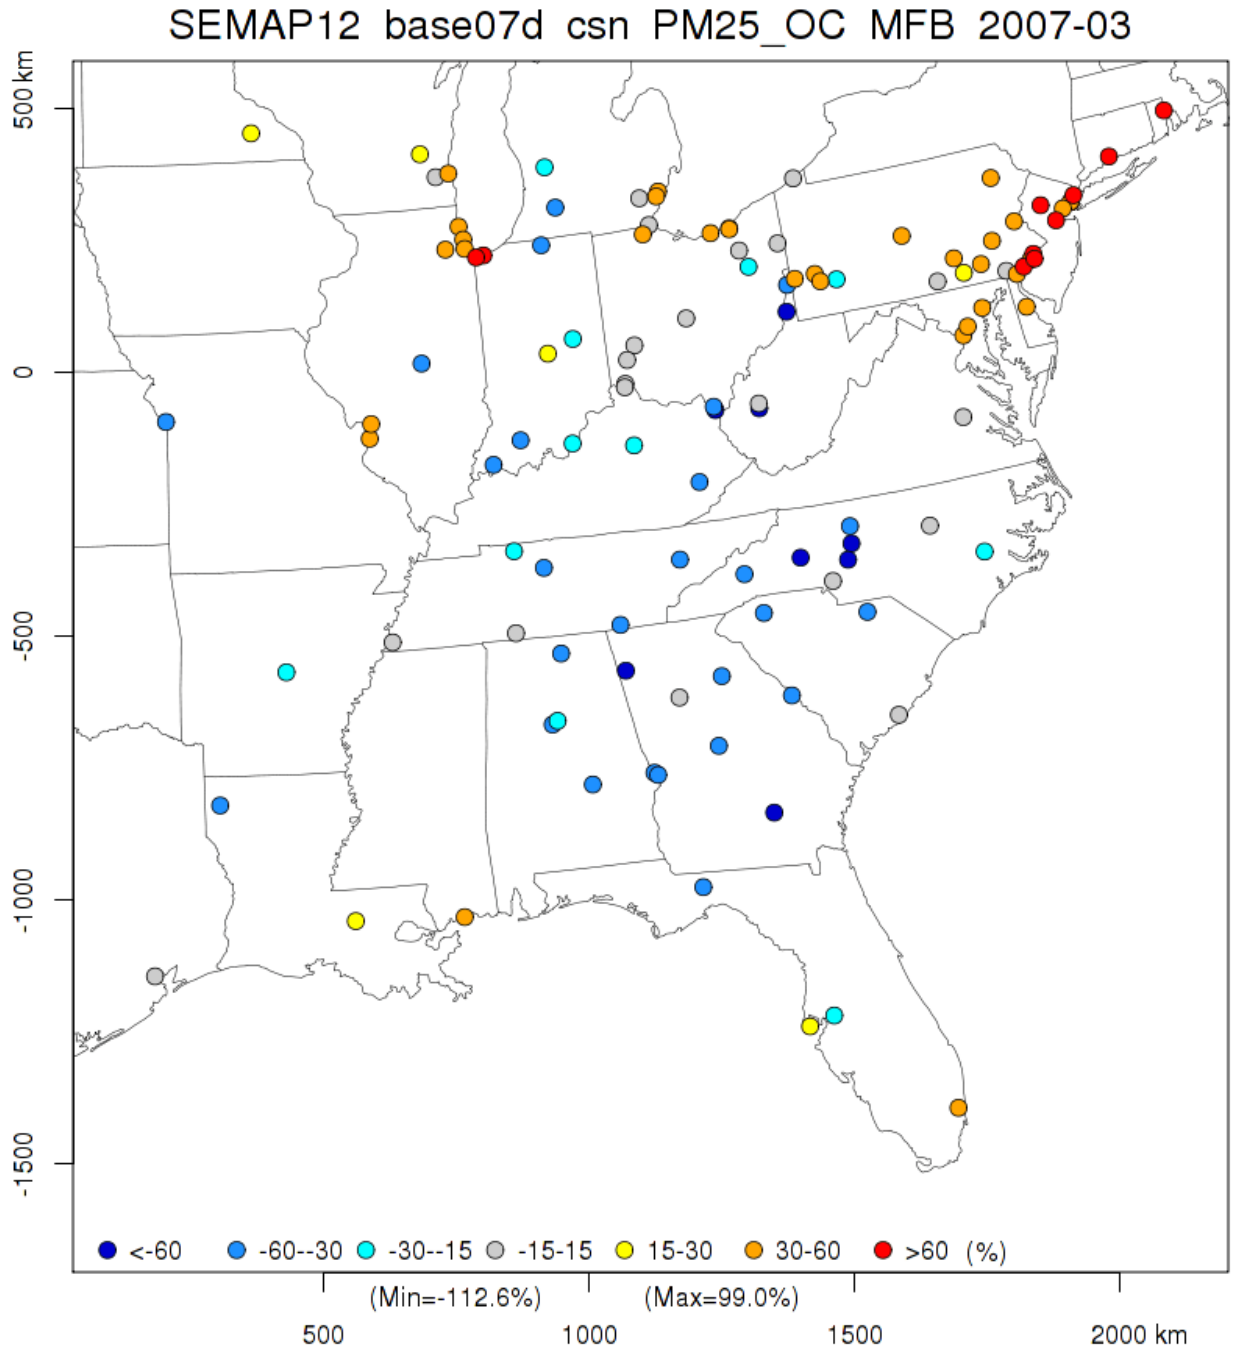 SEMAP12 base07d csn PM25_OC MFB 2007-03
500 km
0
-500
-1000
-1500
<-60 -60--30 -30--15 -15-15 15-30 30-60 >60 (%)
(Min=-112.6%) (Max=99.0%)
500 1000 1500 2000 km